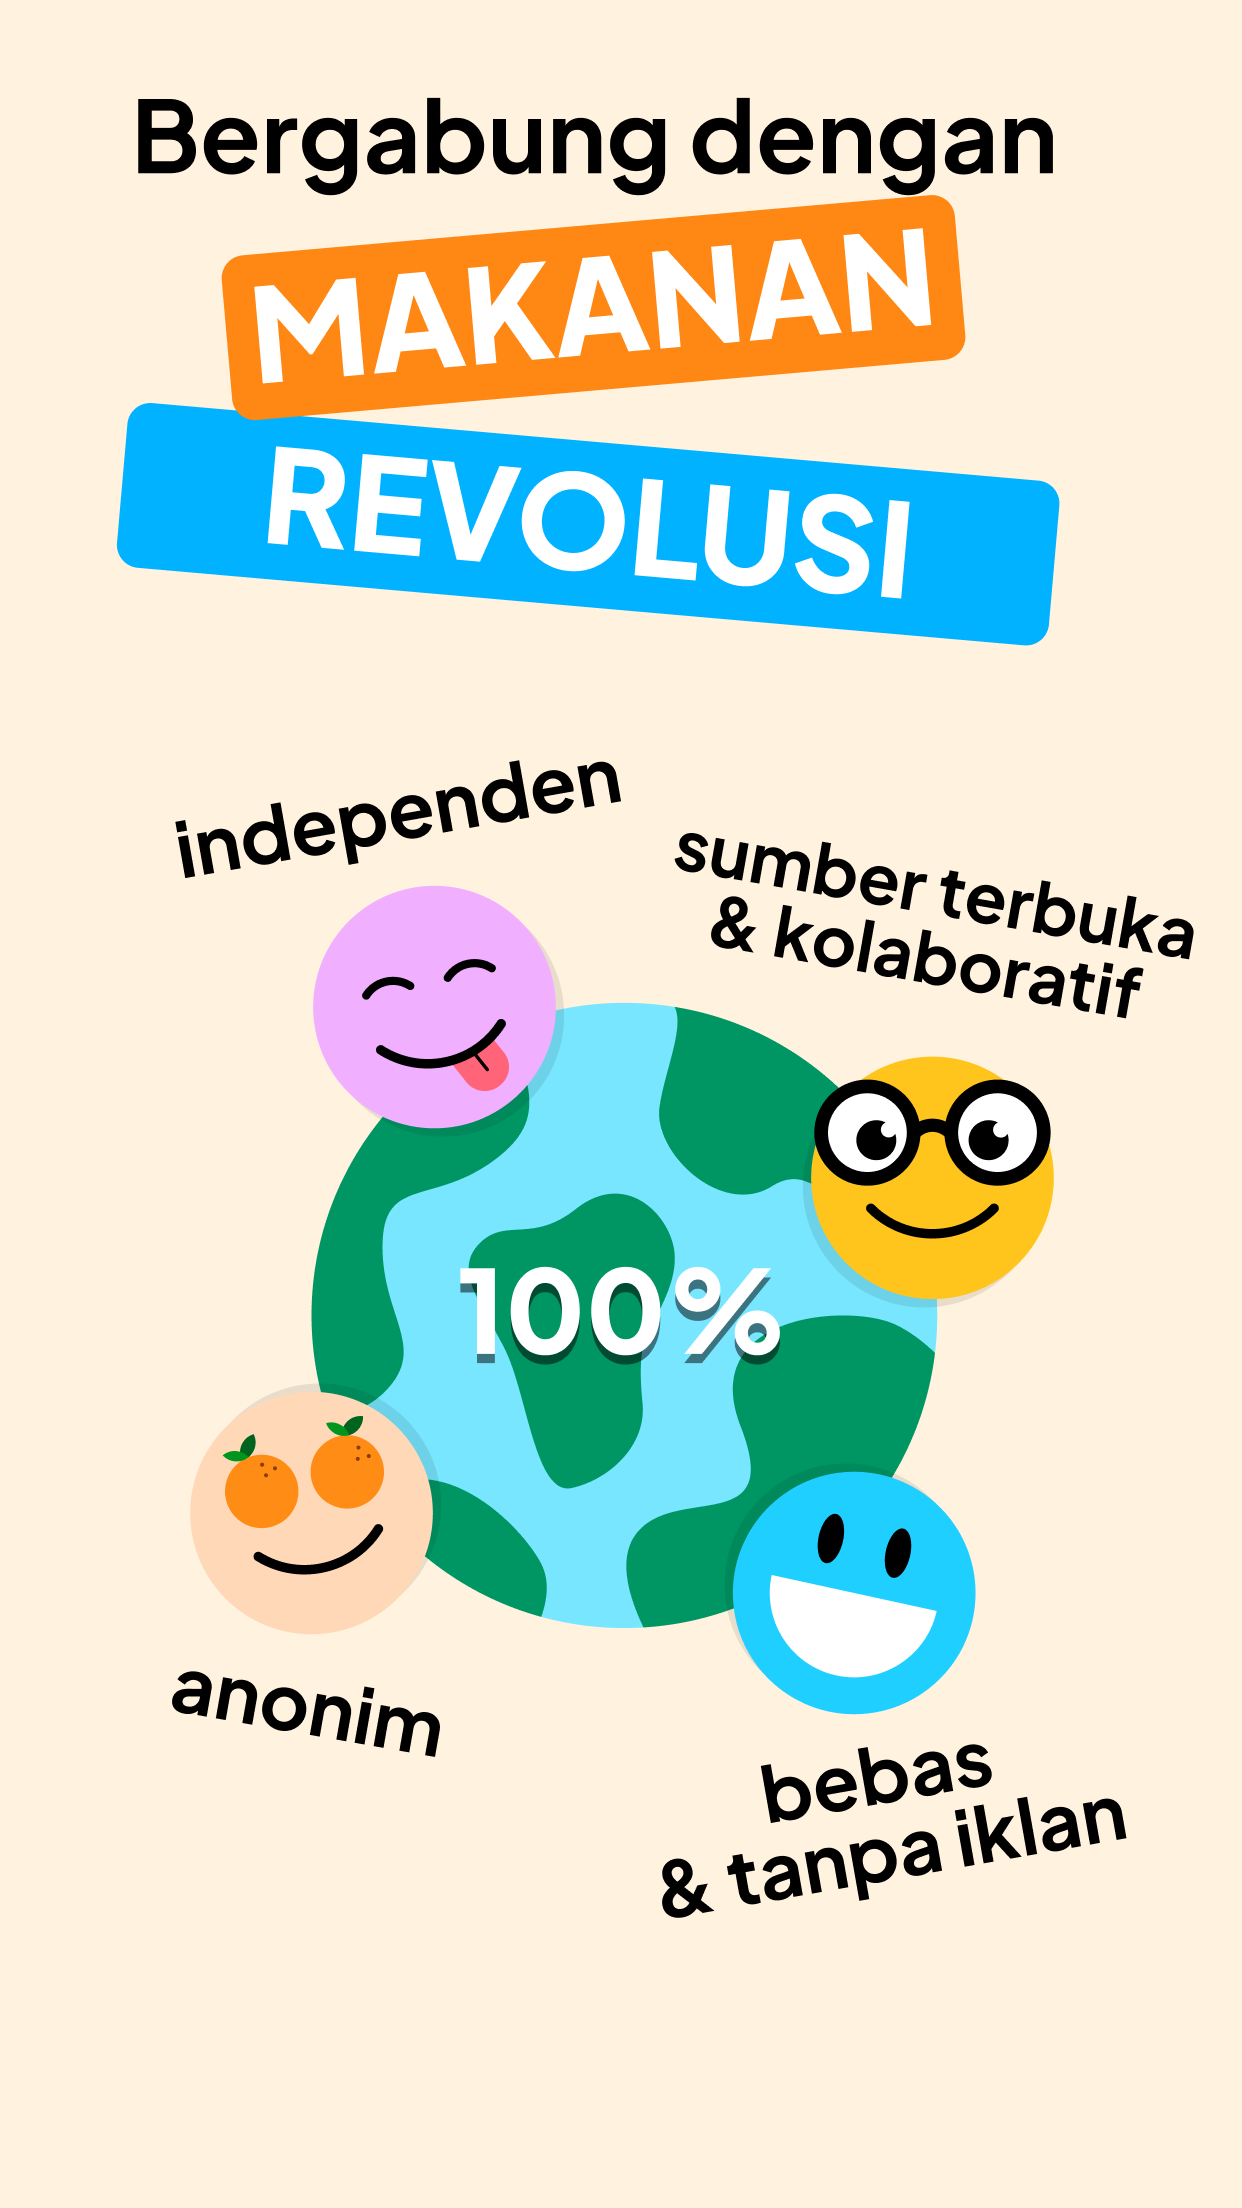 Bergabung dengan
MAKANAN
REVOLUSI
independen
sumber terbuka
& kolaboratif
100%
anonim
bebas
& tanpa iklan